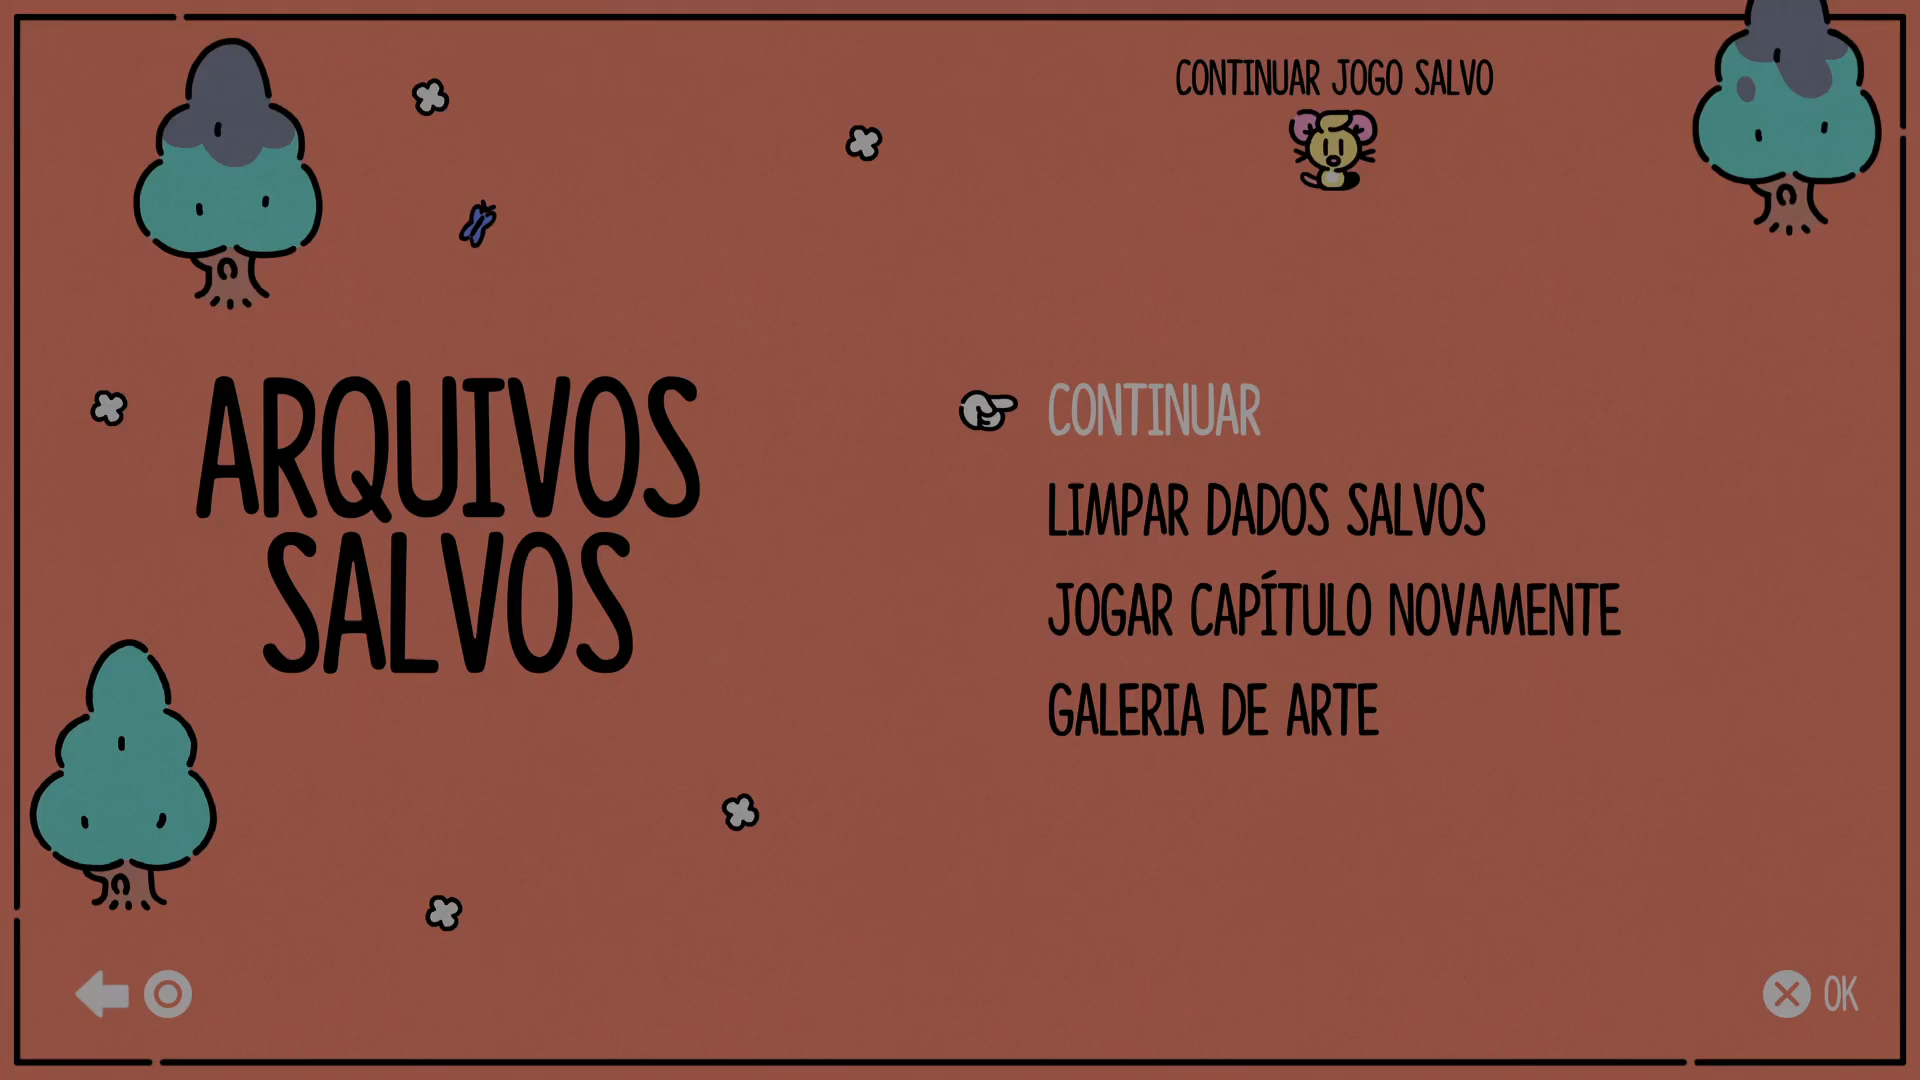 CONTINUAR JOGO SALVO
ARQUIVOS
SALVOS
CONTINUAR
LIMPAR DADOS SALVOS
JOGAR CAPÍTULO NOVAMENTE
GALERIA DE ARTE
OK